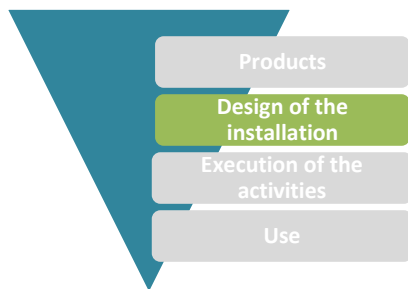 Products
Design of the
installation
Execution of the
activities
Use